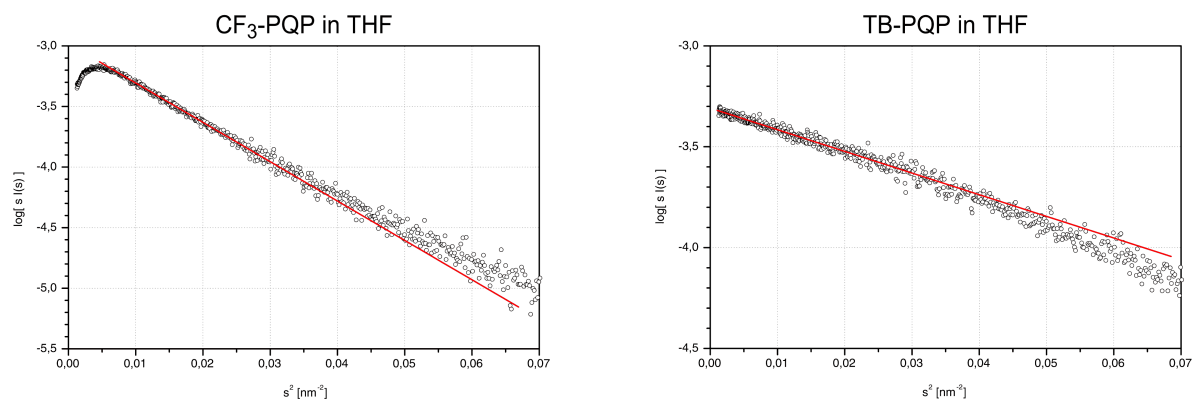 CF3-PQP in THF
-3,0
-3,5
-4,0
-4,5
-5,0
-5,5
log[ s I(s) ]
0,00 0,01 0,02 0,03 0,04 0,05 0,06 0,07
s² [nm⁻²]
TB-PQP in THF
-3,0
-3,5
-4,0
-4,5
log[ s I(s) ]
0,00 0,01 0,02 0,03 0,04 0,05 0,06 0,07
s² [nm⁻²]